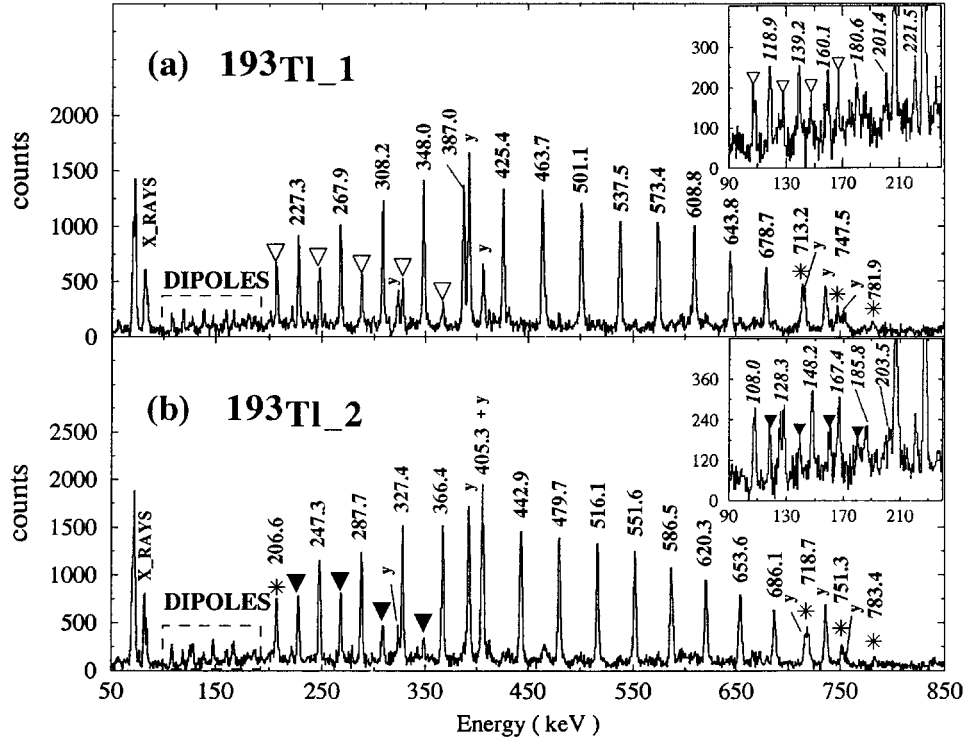 (a) 193Tl_1
counts
2000
1500
1000
500
0
X_RAYS
DIPOLES
227.3
267.9
308.2
y
348.0
387.0
y
y
425.4
463.7
501.1
537.5
573.4
608.8
643.8
678.7
713.2
y
y
747.5
y
781.9
300
200
100
0
118.9
139.2
160.1
180.6
201.4
221.5
90 130 170 210
(b) 193Tl_2
counts
2500
2000
1500
1000
500
0
X_RAYS
DIPOLES
206.6
247.3
287.7
y
327.4
366.4
y
405.3 + y
442.9
479.7
516.1
551.6
586.5
620.3
653.6
686.1
y
718.7
y
751.3
y
783.4
360
240
120
0
108.0
128.3
148.2
167.4
185.8
203.5
90 130 170 210
50 150 250 350 450 550 650 750 850
Energy ( keV )